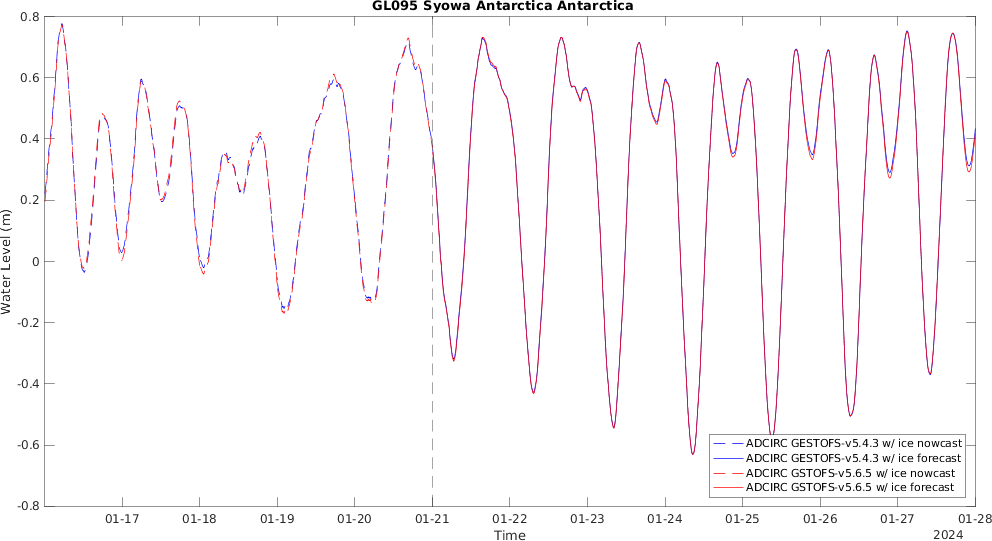 GL095 Syowa Antarctica Antarctica
0.8
0.6
0.4
0.2
0
-0.2
-0.4
-0.6
-0.8
Water Level (m)
ADCIRC GESTOFS-v5.4.3 w/ ice nowcast
ADCIRC GESTOFS-v5.4.3 w/ ice forecast
ADCIRC GSTOFS-v5.6.5 w/ ice nowcast
ADCIRC GSTOFS-v5.6.5 w/ ice forecast
01-17 01-18 01-19 01-20 01-21 01-22 01-23 01-24 01-25 01-26 01-27 01-28
Time
2024